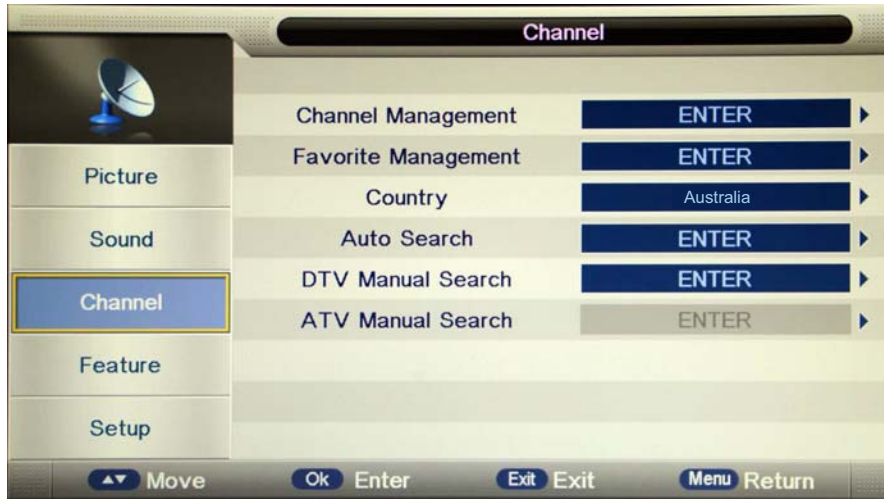 Channel
Channel Management ENTER
Favorite Management ENTER
Picture
Country Australia
Sound
Auto Search ENTER
DTV Manual Search ENTER
Channel
ATV Manual Search ENTER
Feature
Setup
Move Ok Enter Exit Exit Menu Return